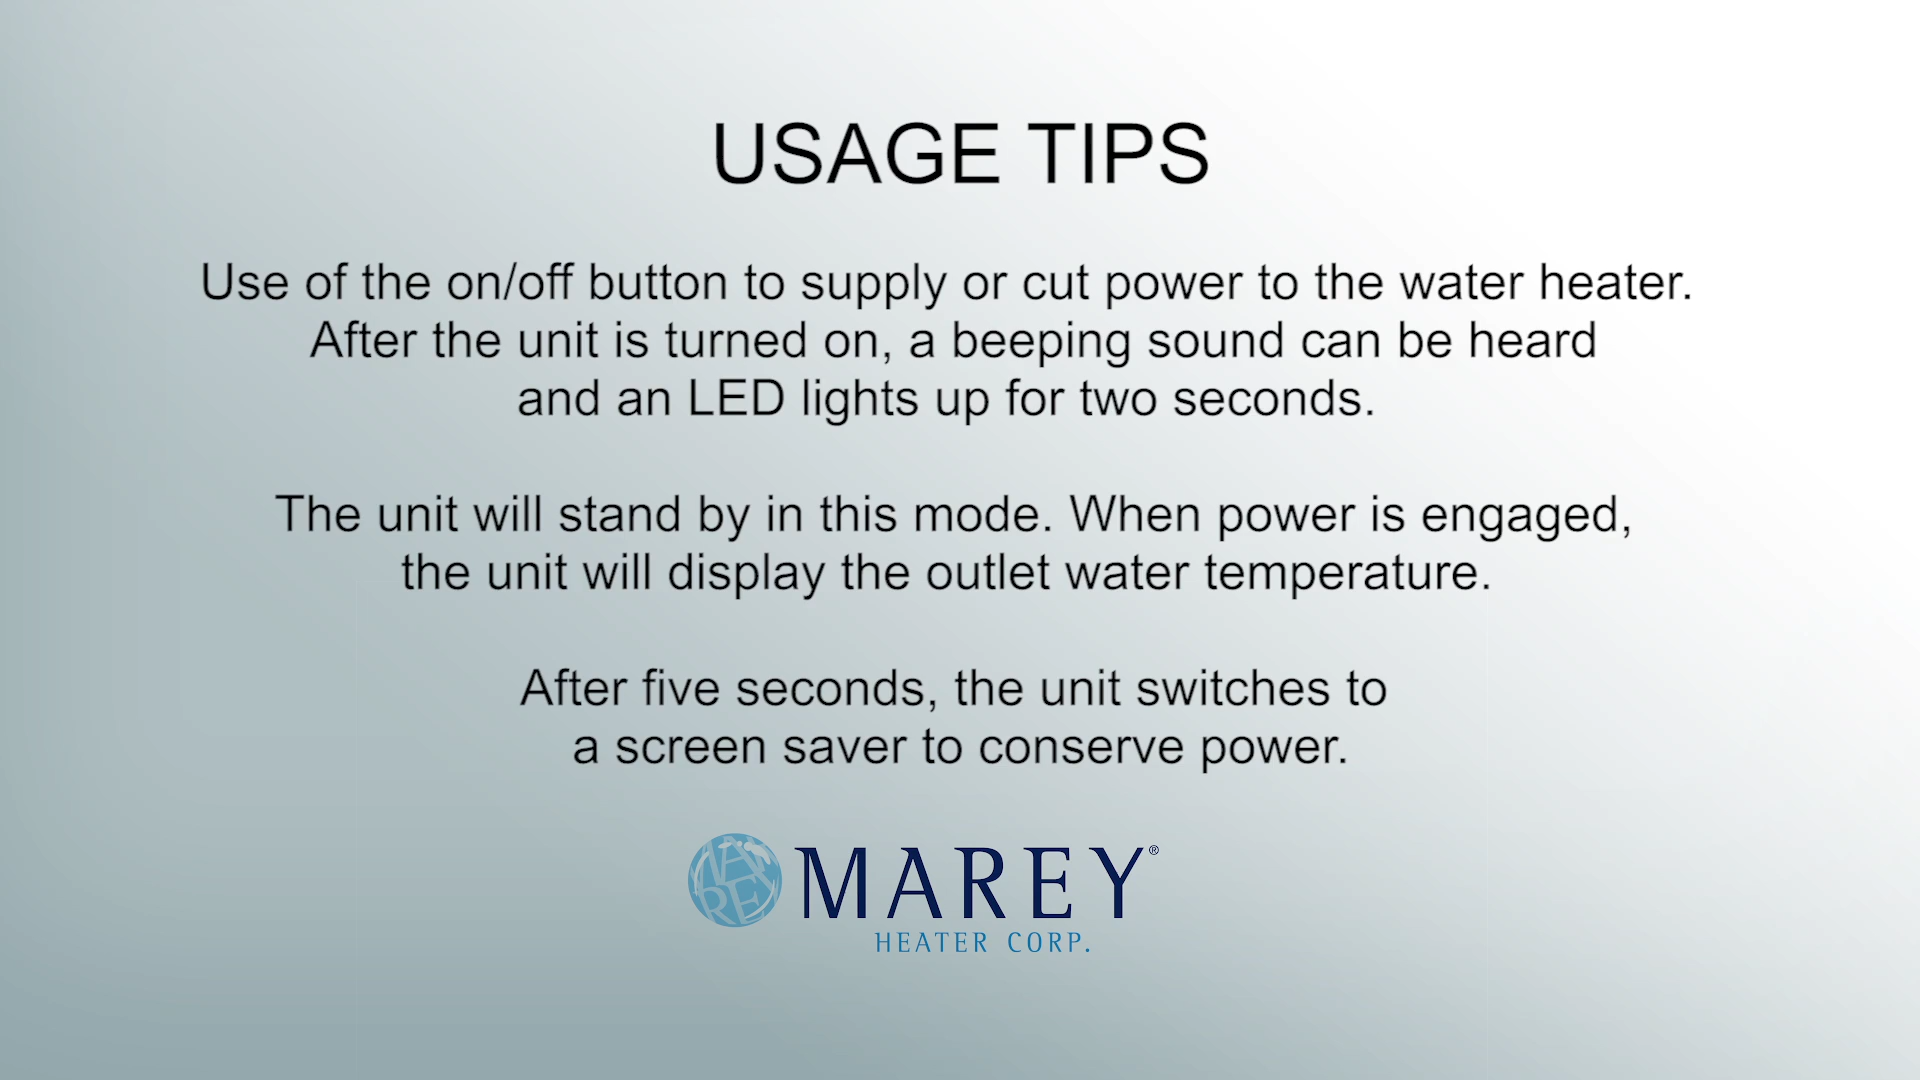 USAGE TIPS
Use of the on/off button to supply or cut power to the water heater.
After the unit is turned on, a beeping sound can be heard
and an LED lights up for two seconds.
The unit will stand by in this mode. When power is engaged,
the unit will display the outlet water temperature.
After five seconds, the unit switches to
a screen saver to conserve power.
MAREY®
HEATER CORP.